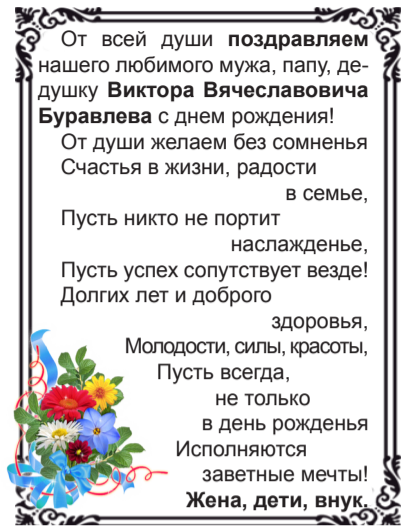 От всей души поздравляем
нашего любимого мужа, папу, де-
душку Виктора Вячеславовича
Буравлева с днем рождения!
От души желаем без сомненья
Счастья в жизни, радости
в семье,
Пусть никто не портит
наслажденье,
Пусть успех сопутствует везде!
Долгих лет и доброго
здоровья,
Молодости, силы, красоты,
Пусть всегда,
не только
в день рожденья
Исполняются
заветные мечты!
Жена, дети, внук.